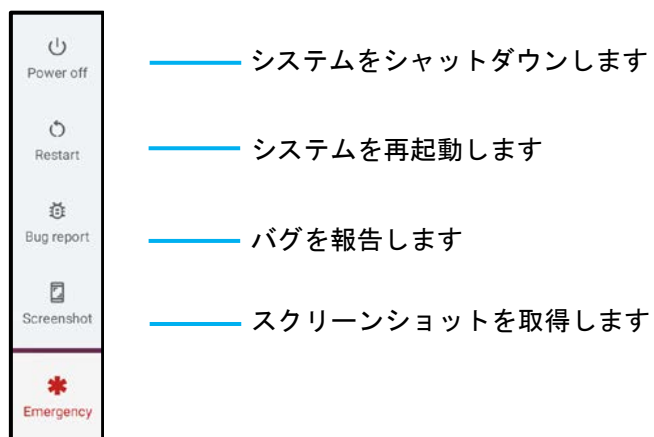 Power off
システムをシャットダウンします
Restart
システムを再起動します
Bug report
バグを報告します
Screenshot
スクリーンショットを取得します
Emergency